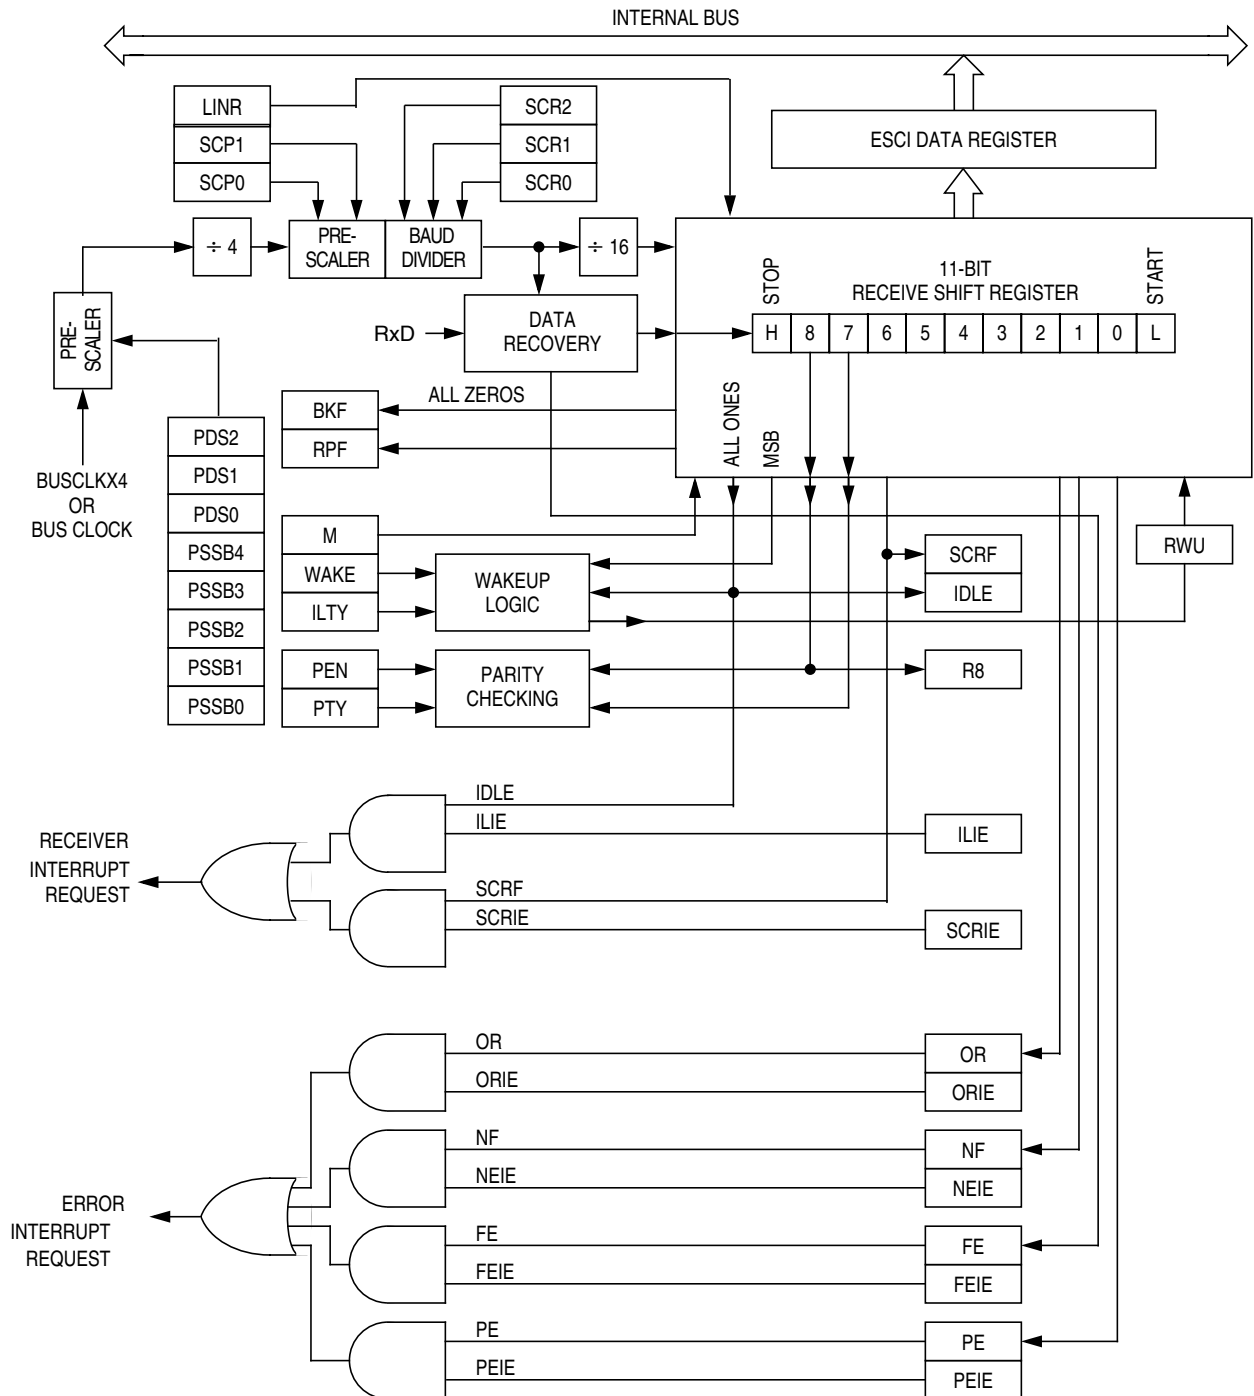 INTERNAL BUS
LINR
SCP1
SCP0
SCR2
SCR1
SCR0
ESCI DATA REGISTER
÷ 4
PRE-
SCALER
BAUD
DIVIDER
÷ 16
11-BIT
RECEIVE SHIFT REGISTER
STOP
START
H 8 7 6 5 4 3 2 1 0 L
PRE-
SCALER
RxD
DATA
RECOVERY
ALL ZEROS
BKF
RPF
ALL ONES
MSB
BUSCLKX4
OR
BUS CLOCK
PDS2
PDS1
PDS0
PSSB4
PSSB3
PSSB2
PSSB1
PSSB0
M
WAKE
ILTY
WAKEUP
LOGIC
SCRF
IDLE
RWU
PEN
PTY
PARITY
CHECKING
R8
RECEIVER
INTERRUPT
REQUEST
IDLE
ILIE
ILIE
SCRF
SCRIE
SCRIE
OR
ORIE
OR
ORIE
NF
NEIE
NF
NEIE
ERROR
INTERRUPT
REQUEST
FE
FEIE
FE
FEIE
PE
PEIE
PE
PEIE